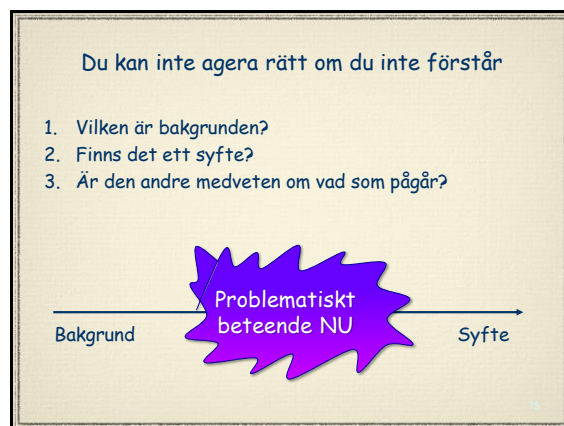 Du kan inte agera rätt om du inte förstår
1. Vilken är bakgrunden?
2. Finns det ett syfte?
3. Är den andre medveten om vad som pågår?
Problematiskt
beteende NU
Bakgrund
Syfte